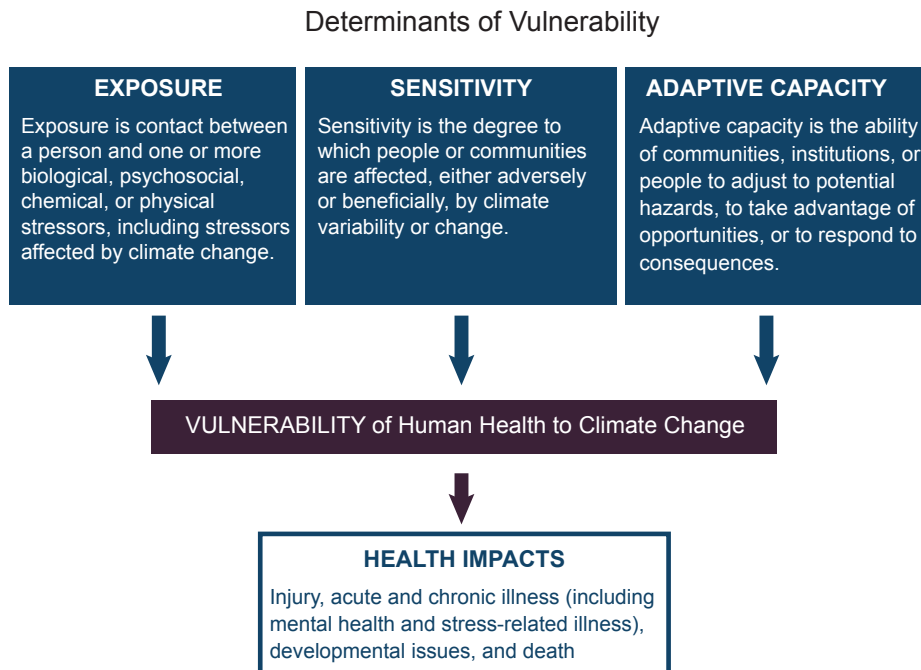 Determinants of Vulnerability
EXPOSURE
Exposure is contact between
a person and one or more
biological, psychosocial,
chemical, or physical
stressors, including stressors
affected by climate change.
SENSITIVITY
Sensitivity is the degree to
which people or communities
are affected, either adversely
or beneficially, by climate
variability or change.
ADAPTIVE CAPACITY
Adaptive capacity is the ability
of communities, institutions, or
people to adjust to potential
hazards, to take advantage of
opportunities, or to respond to
consequences.
VULNERABILITY of Human Health to Climate Change
HEALTH IMPACTS
Injury, acute and chronic illness (including
mental health and stress-related illness),
developmental issues, and death